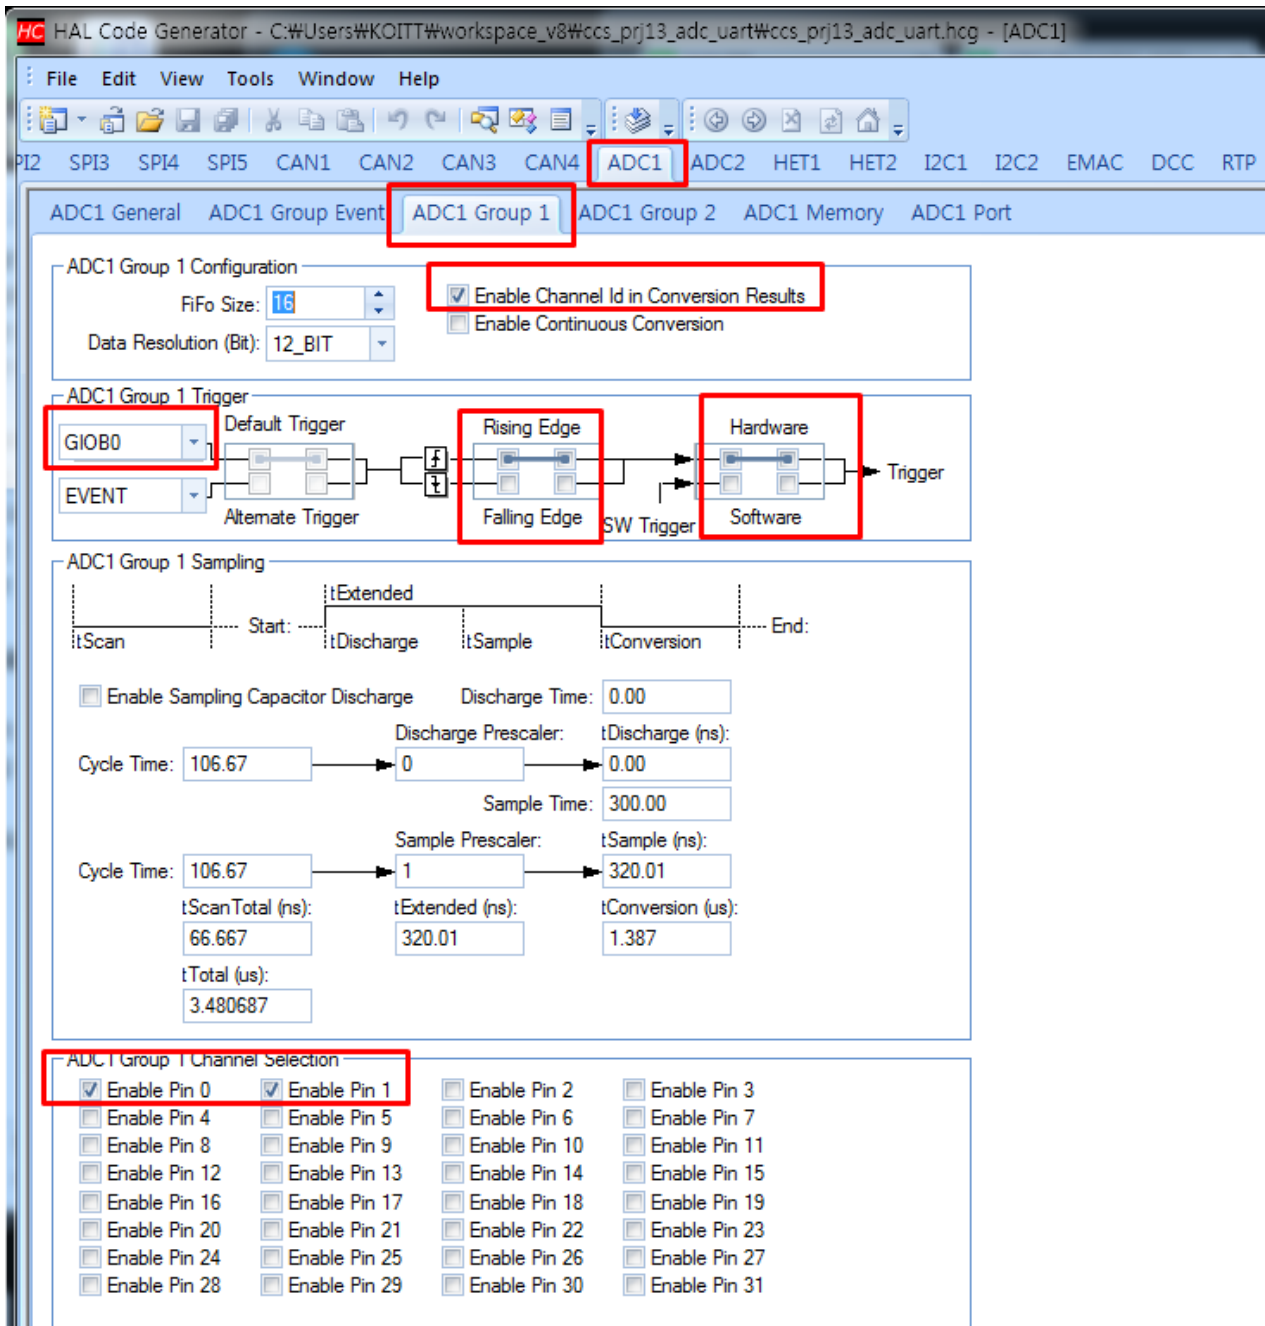 HC HAL Code Generator - C:₩Users₩KOITT₩workspace_v8₩ccs_prj13_adc_uart₩ccs_prj13_adc_uart.hcg - [ADC1]
File Edit View Tools Window Help
PI2 SPI3 SPI4 SPI5 CAN1 CAN2 CAN3 CAN4 ADC1 ADC2 HET1 HET2 I2C1 I2C2 EMAC DCC RTP
ADC1 General ADC1 Group Event ADC1 Group 1 ADC1 Group 2 ADC1 Memory ADC1 Port
ADC1 Group 1 Configuration
FiFo Size: 16 Enable Channel Id in Conversion Results
Enable Continuous Conversion
Data Resolution (Bit): 12_BIT
ADC1 Group 1 Trigger
GIOB0 Default Trigger Rising Edge Hardware
Trigger
EVENT Alternate Trigger Falling Edge SW Trigger Software
ADC1 Group 1 Sampling
tExtended
Start: End:
tScan tDischarge tSample tConversion
Enable Sampling Capacitor Discharge Discharge Time: 0.00
Discharge Prescaler: tDischarge (ns):
Cycle Time: 106.67 0 0.00
Sample Time: 300.00
Sample Prescaler: tSample (ns):
Cycle Time: 106.67 1 320.01
tScanTotal (ns): tExtended (ns): tConversion (us):
66.667 320.01 1.387
tTotal (us):
3.480687
ADC1 Group 1 Channel Selection
Enable Pin 0 Enable Pin 1 Enable Pin 2 Enable Pin 3
Enable Pin 4 Enable Pin 5 Enable Pin 6 Enable Pin 7
Enable Pin 8 Enable Pin 9 Enable Pin 10 Enable Pin 11
Enable Pin 12 Enable Pin 13 Enable Pin 14 Enable Pin 15
Enable Pin 16 Enable Pin 17 Enable Pin 18 Enable Pin 19
Enable Pin 20 Enable Pin 21 Enable Pin 22 Enable Pin 23
Enable Pin 24 Enable Pin 25 Enable Pin 26 Enable Pin 27
Enable Pin 28 Enable Pin 29 Enable Pin 30 Enable Pin 31